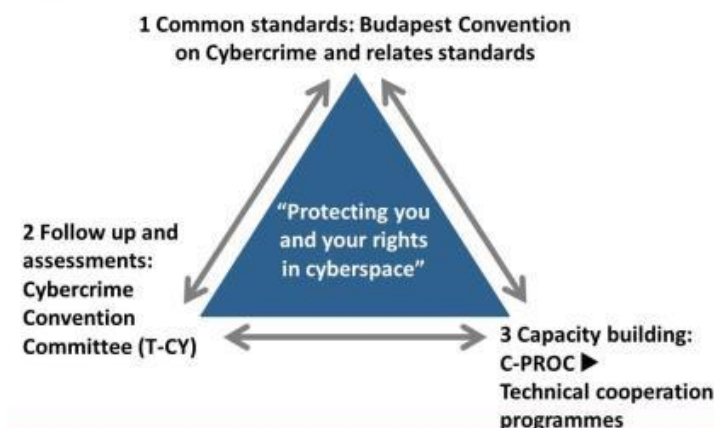 1 Common standards: Budapest Convention
on Cybercrime and relates standards
“Protecting you
and your rights
in cyberspace”
2 Follow up and
assessments:
Cybercrime
Convention
Committee (T-CY)
3 Capacity building:
C-PROC ▶
Technical cooperation
programmes